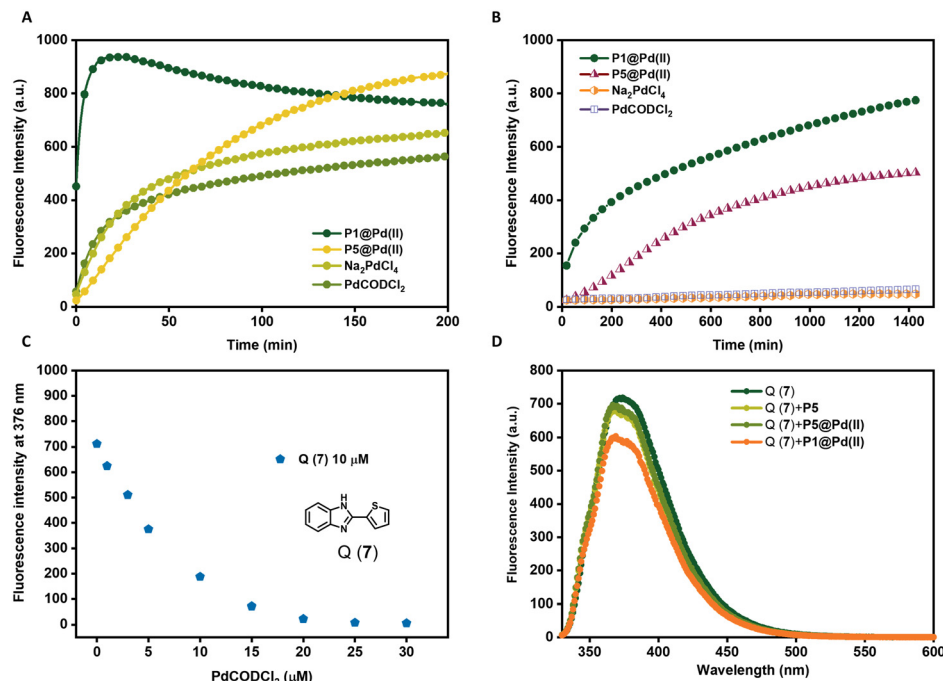 A
Fluorescence Intensity (a.u.)
1000
800
600
400
200
0
P1@Pd(II)
P5@Pd(II)
Na₂PdCl₄
PdCODCl₂
0 50 100 150 200
Time (min)
B
Fluorescence Intensity (a.u.)
1000
800
600
400
200
0
P1@Pd(II)
P5@Pd(II)
Na₂PdCl₄
PdCODCl₂
0 200 400 600 800 1000 1200 1400
Time (min)
C
Fluorescence intensity at 376 nm
1000
900
800
700
600
500
400
300
200
100
0
Q (7) 10 μM
H
N
S
N
Q (7)
0 5 5 10 15 20 25 30
PdCODCl₂ (μM)
D
Fluorescence Intensity (a.u.)
800
700
600
500
400
300
200
100
0
Q (7)
Q (7)+P5
Q (7)+P5@Pd(II)
Q (7)+P1@Pd(II)
350 400 450 500 550 600
Wavelength (nm)